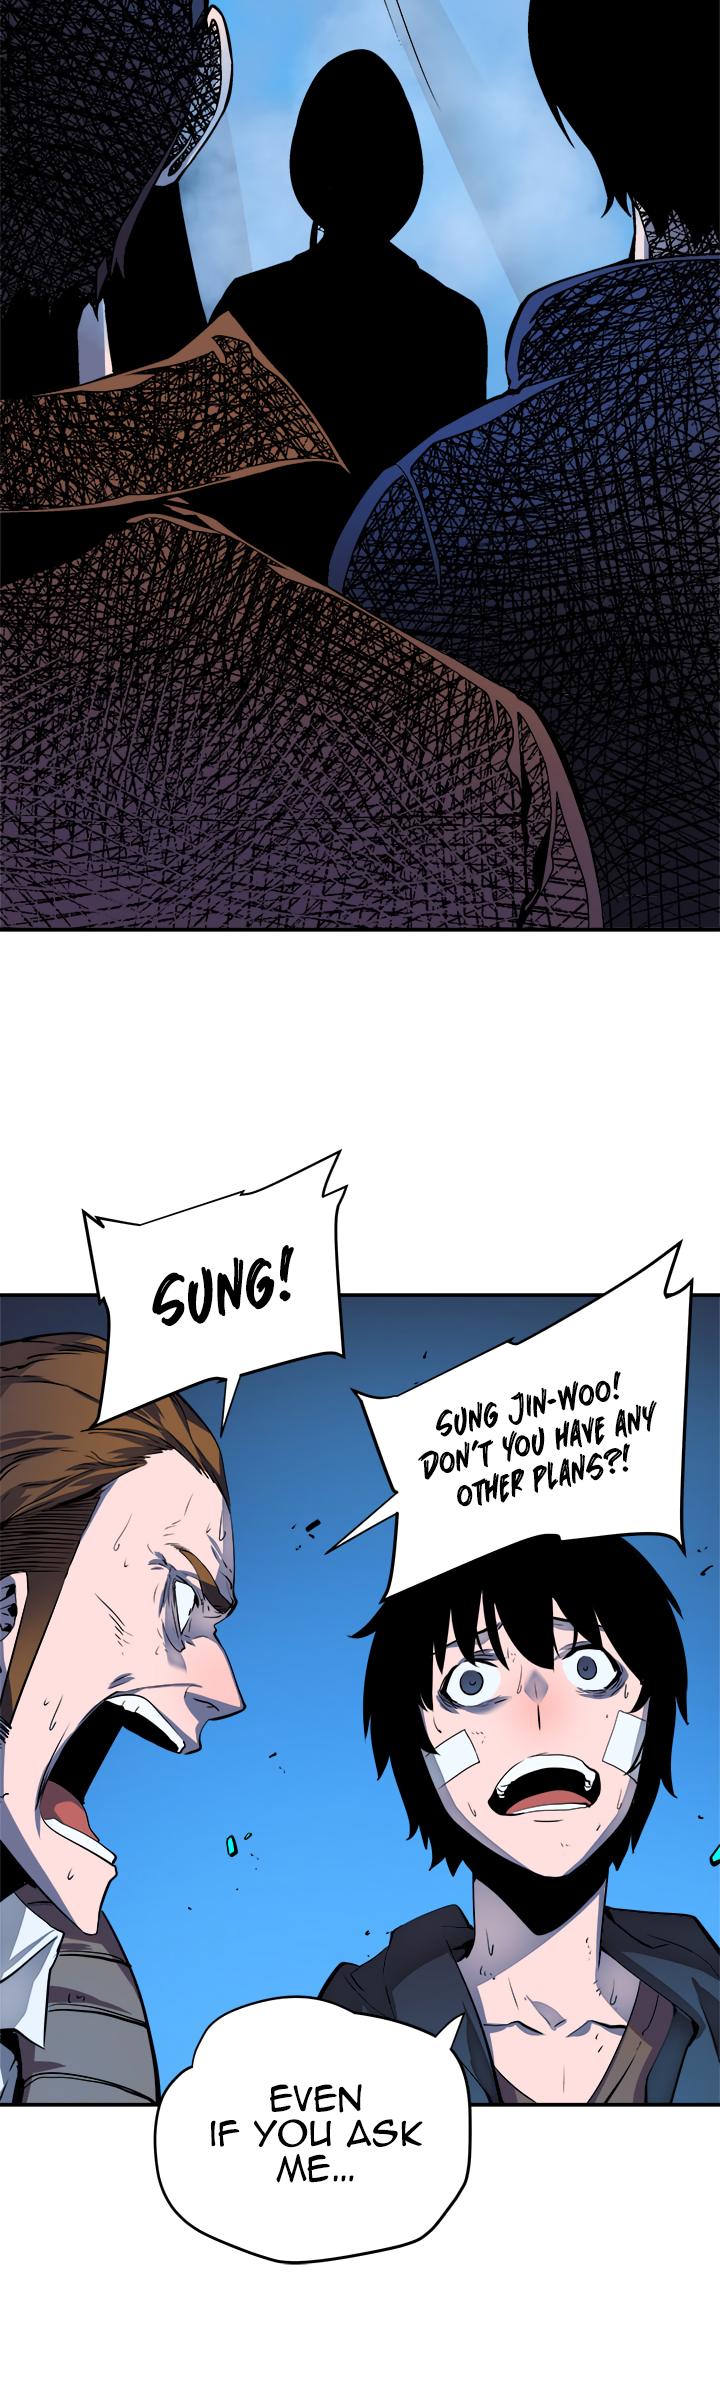 SUNG!
SUNG JIN-WOO!
DON'T YOU HAVE ANY
OTHER PLANS?!
EVEN
IF YOU ASK
ME...